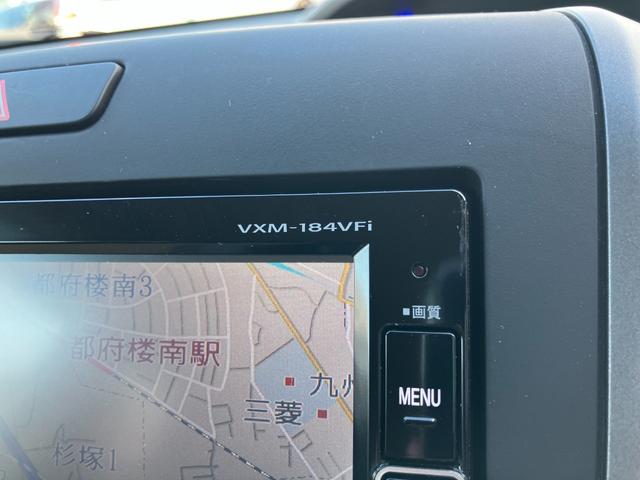 VXM-184VFi
都府楼南3
■画質
都府楼南駅
九州
三菱
MENU
杉塚1